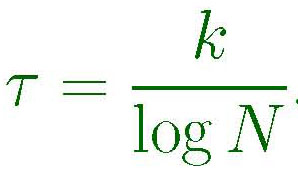 τ = k / log N.